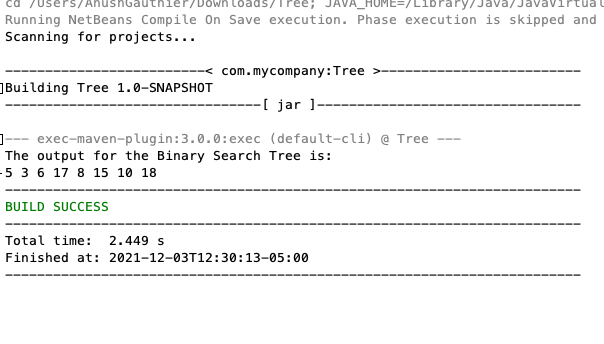 cd /Users/AnushGauthier/Downloads/Tree; JAVA_HOME=/Library/Java/JavaVirtual
Running NetBeans Compile On Save execution. Phase execution is skipped and
Scanning for projects...
-------------------------< com.mycompany:Tree >-------------------------
Building Tree 1.0-SNAPSHOT
--------------------------------[ jar ]---------------------------------
--- exec-maven-plugin:3.0.0:exec (default-cli) @ Tree ---
The output for the Binary Search Tree is:
5 3 6 17 8 15 10 18
------------------------------------------------------------------------
BUILD SUCCESS
------------------------------------------------------------------------
Total time:  2.449 s
Finished at: 2021-12-03T12:30:13-05:00
------------------------------------------------------------------------